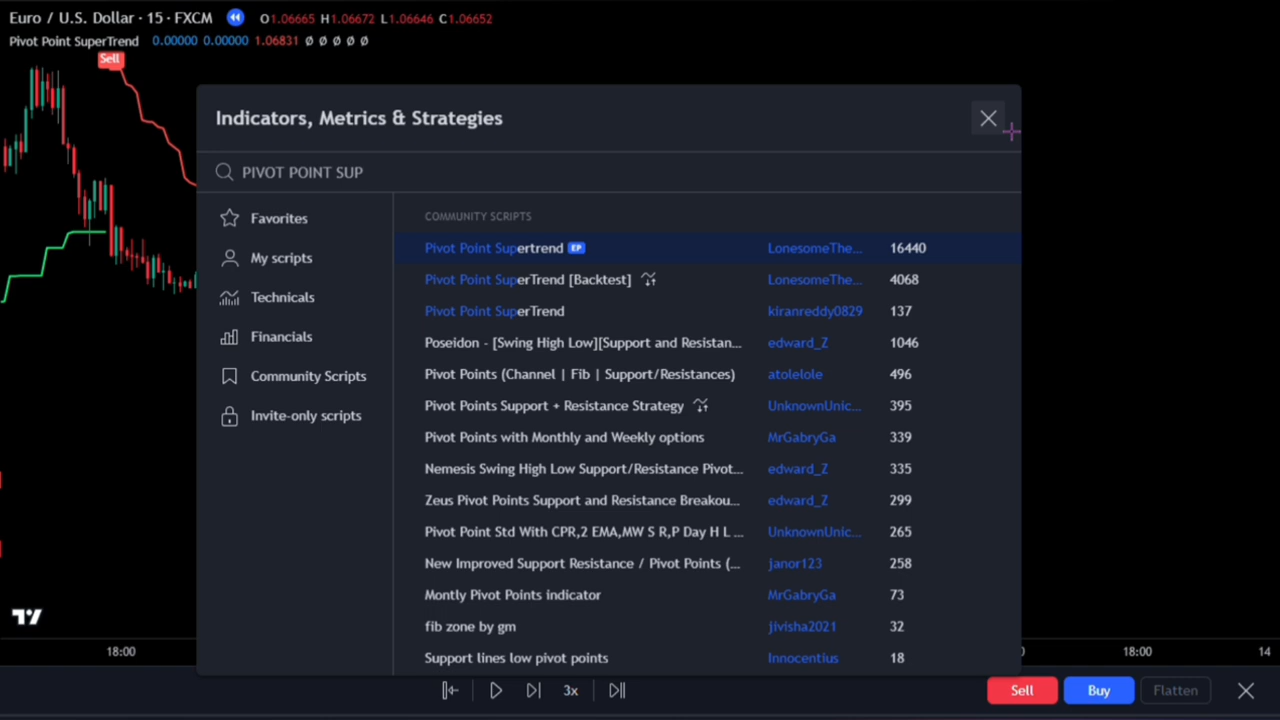 Euro / U.S. Dollar · 15 · FXCM O1.06665 H1.06672 L1.06646 C1.06652
Pivot Point SuperTrend 0.00000 0.00000 1.06831 Ø Ø Ø Ø Ø
Sell
Indicators, Metrics & Strategies
PIVOT POINT SUP
Favorites
My scripts
Technicals
Financials
Community Scripts
Invite-only scripts
COMMUNITY SCRIPTS
Pivot Point Supertrend EP LonesomeThe... 16440
Pivot Point SuperTrend [Backtest] LonesomeThe... 4068
Pivot Point SuperTrend kiranreddy0829 137
Poseidon - [Swing High Low][Support and Resistan... edward_Z 1046
Pivot Points (Channel | Fib | Support/Resistances) atolelole 496
Pivot Points Support + Resistance Strategy UnknownUnic... 395
Pivot Points with Monthly and Weekly options MrGabryGa 339
Nemesis Swing High Low Support/Resistance Pivot... edward_Z 335
Zeus Pivot Points Support and Resistance Breakou... edward_Z 299
Pivot Point Std With CPR,2 EMA,MW S R,P Day H L ... UnknownUnic... 265
New Improved Support Resistance / Pivot Points (... janor123 258
Montly Pivot Points indicator MrGabryGa 73
fib zone by gm jivisha2021 32
Support lines low pivot points Innocentius 18
18:00 18:00 14
3x Sell Buy Flatten